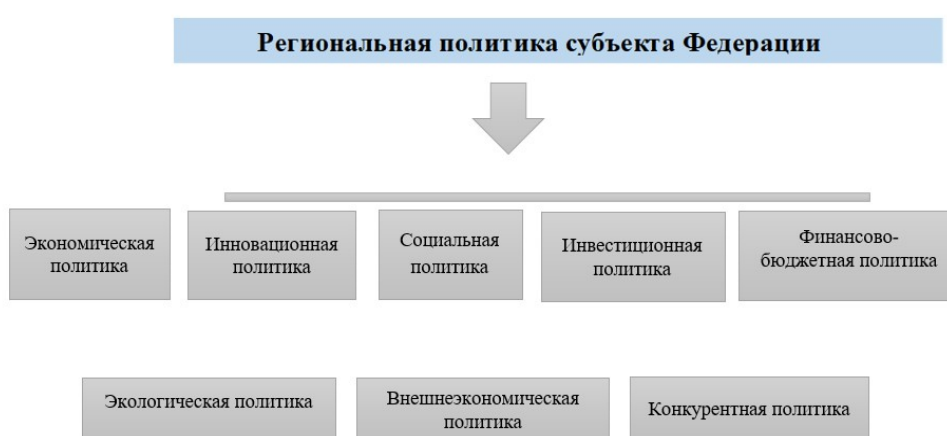 Региональная политика субъекта Федерации
Экономическая
политика
Инновационная
политика
Социальная
политика
Инвестиционная
политика
Финансово-
бюджетная политика
Экологическая политика
Внешнеэкономическая
политика
Конкурентная политика